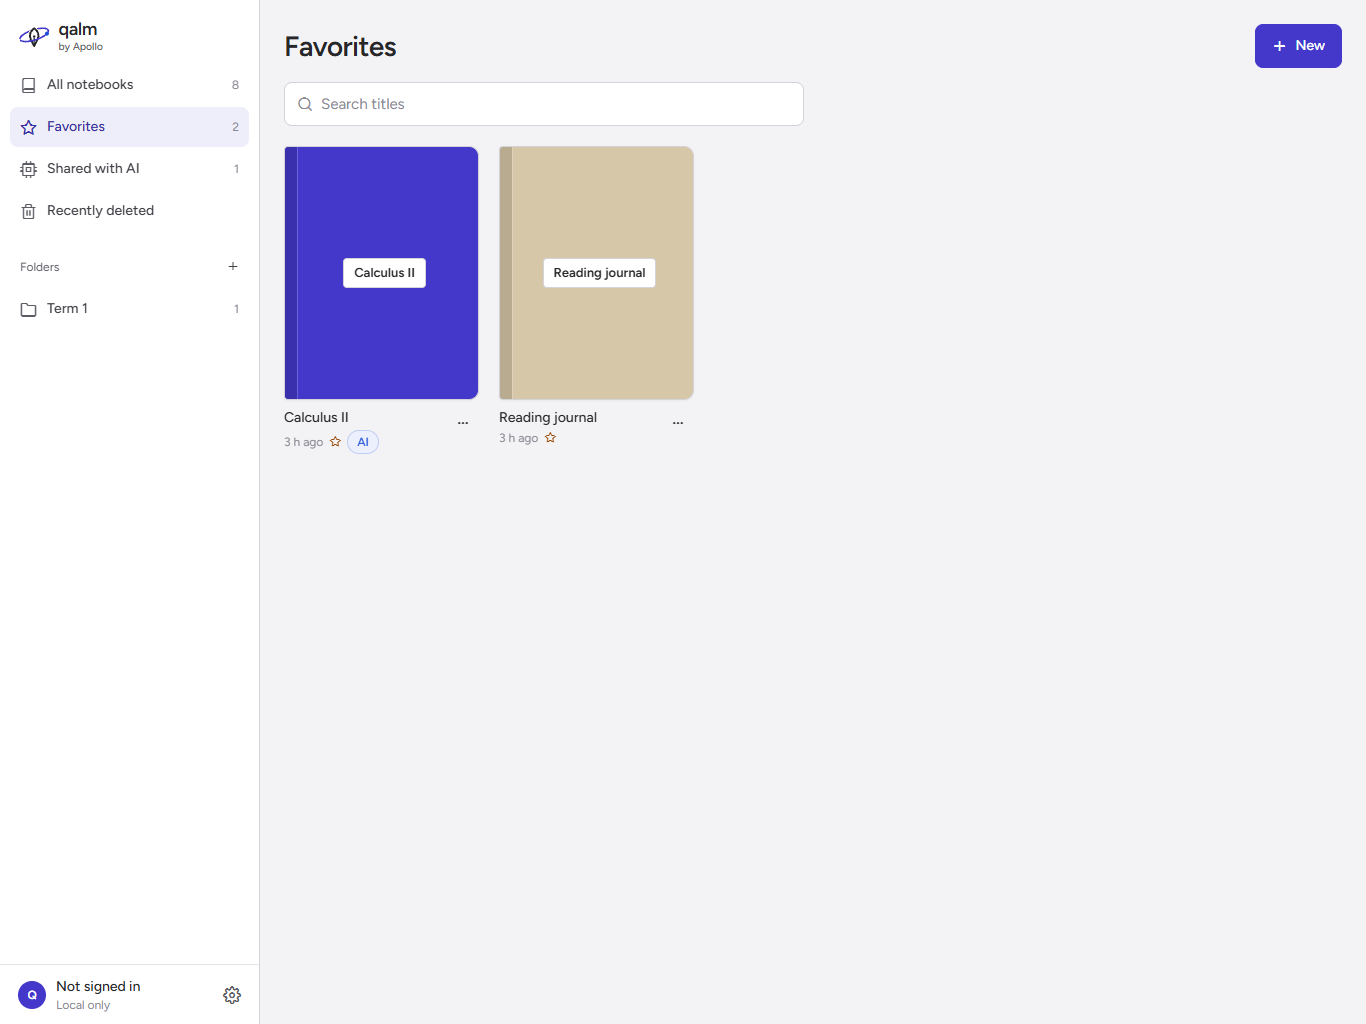 qalm
by Apollo
All notebooks 8
Favorites 2
Shared with AI 1
Recently deleted
Folders +
Term 1 1
Q
Not signed in
Local only
Favorites
+ New
Search titles
Calculus II
Reading journal
Calculus II ...
3 h ago AI
Reading journal ...
3 h ago